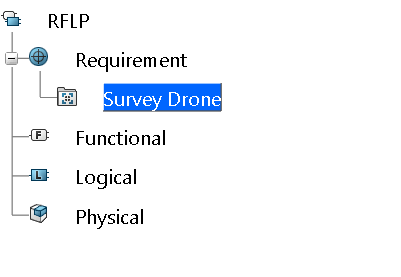 RFLP
Requirement
Survey Drone
F Functional
L Logical
Physical